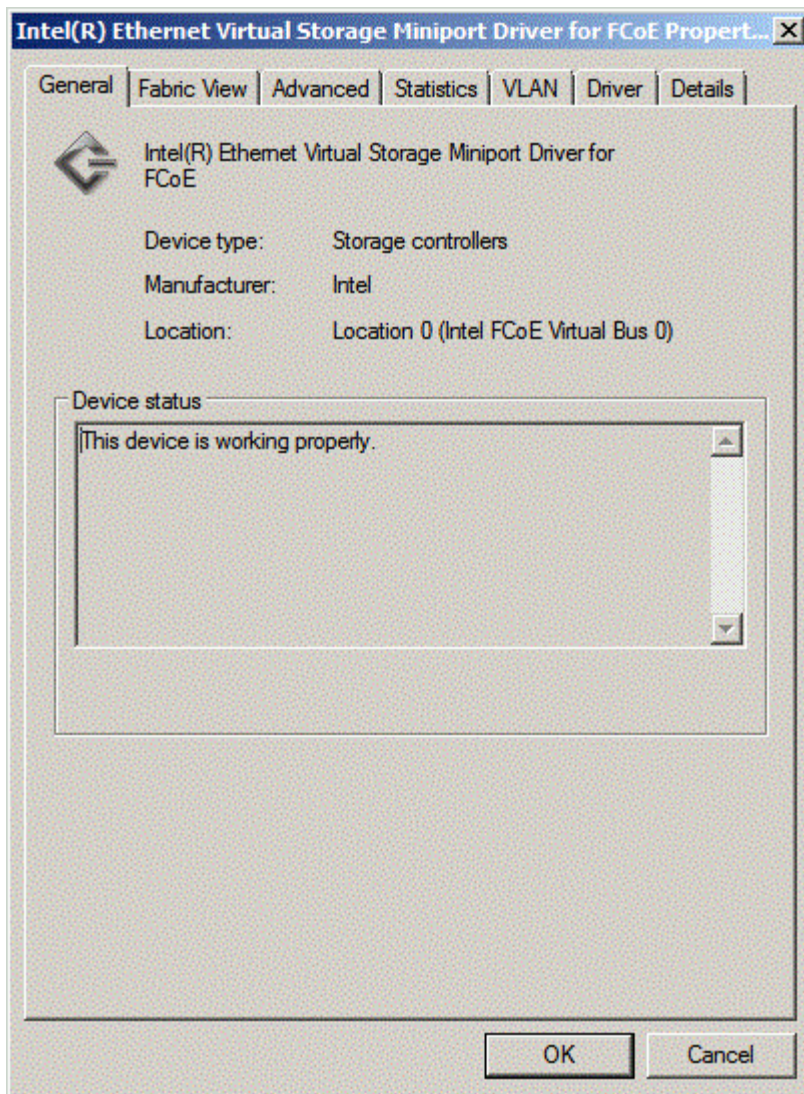 Intel(R) Ethernet Virtual Storage Miniport Driver for FCoE Propert...
General Fabric View Advanced Statistics VLAN Driver Details
Intel(R) Ethernet Virtual Storage Miniport Driver for
FCoE
Device type: Storage controllers
Manufacturer: Intel
Location: Location 0 (Intel FCoE Virtual Bus 0)
Device status
This device is working properly.
OK Cancel